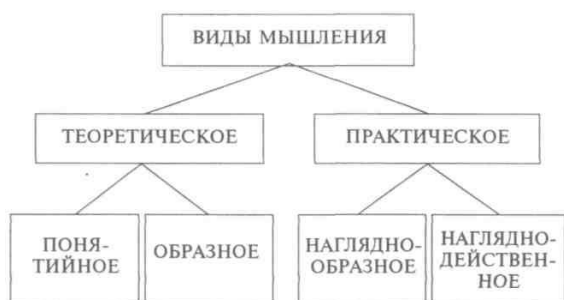 ВИДЫ МЫШЛЕНИЯ
ТЕОРЕТИЧЕСКОЕ
ПРАКТИЧЕСКОЕ
ПОНЯ-
ТИЙНОЕ
ОБРАЗНОЕ
НАГЛЯДНО-
ОБРАЗНОЕ
НАГЛЯДНО-
ДЕЙСТВЕН-
НОЕ